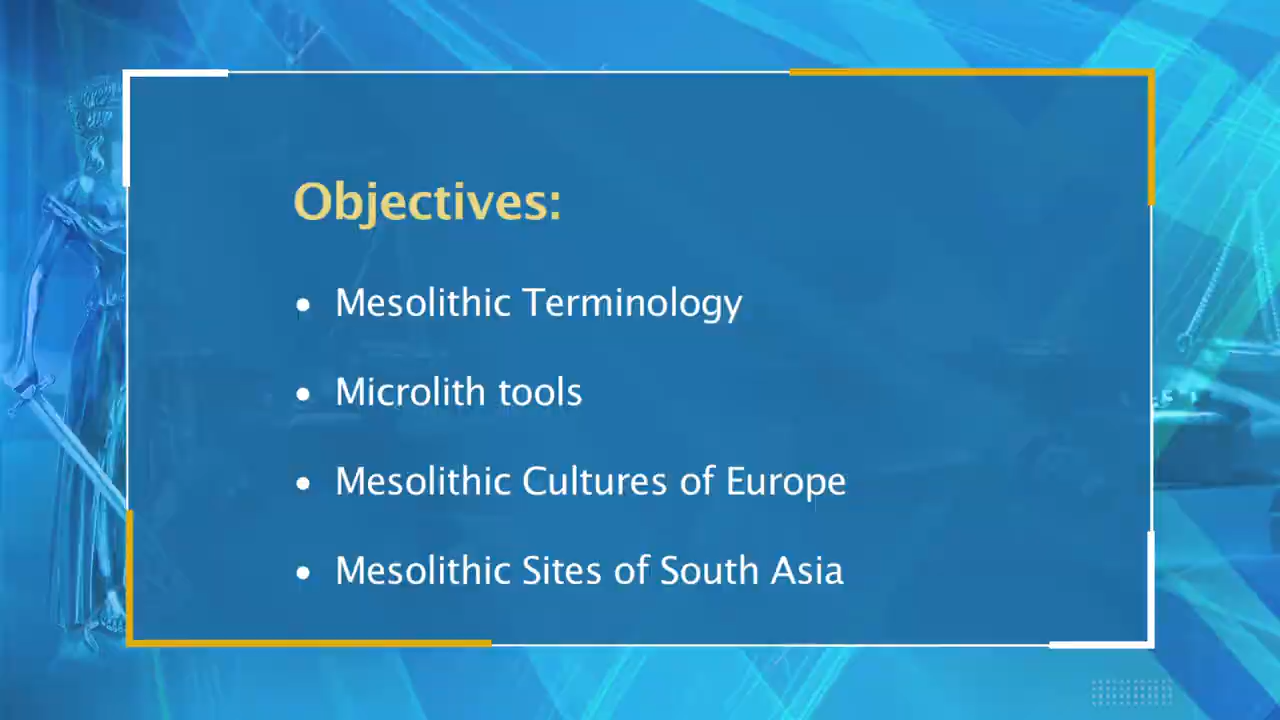 Objectives:
• Mesolithic Terminology
• Microlith tools
• Mesolithic Cultures of Europe
• Mesolithic Sites of South Asia